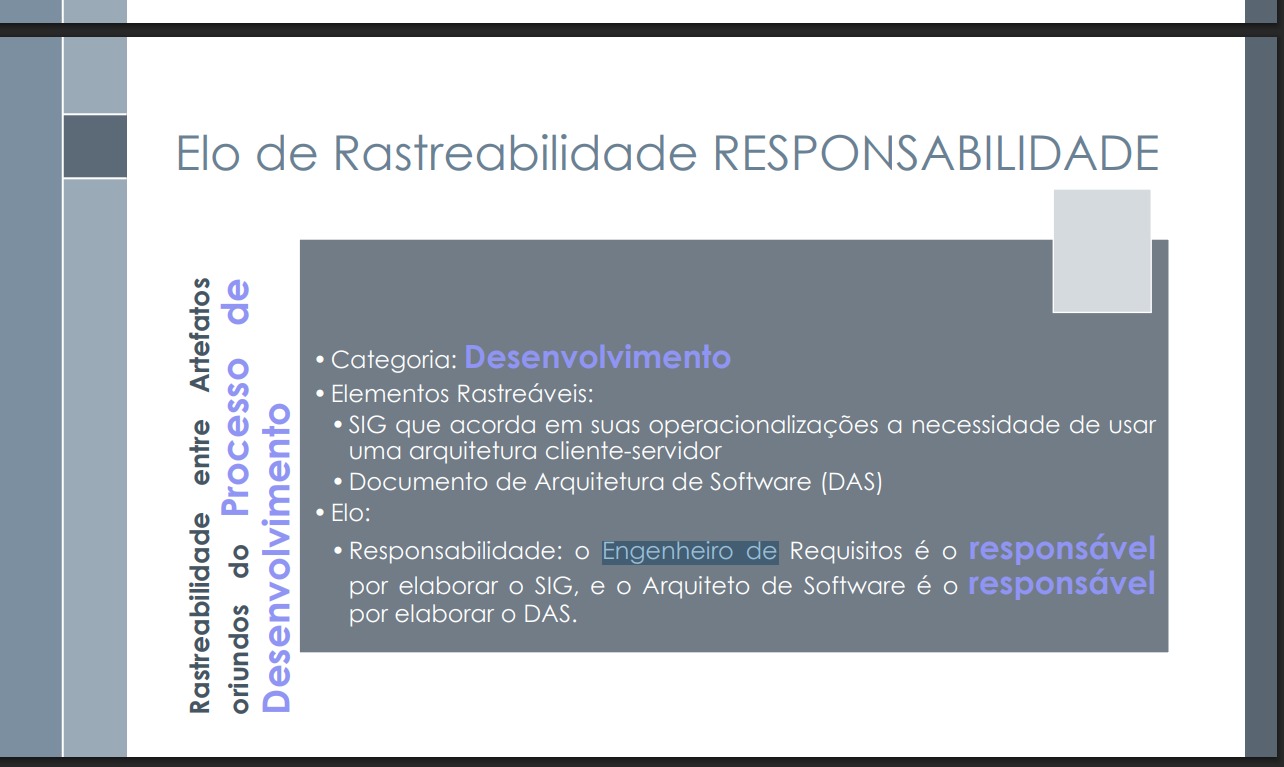 Elo de Rastreabilidade RESPONSABILIDADE
Rastreabilidade entre Artefatos
oriundos do Processo de
Desenvolvimento
• Categoria: Desenvolvimento
• Elementos Rastreáveis:
• SIG que acorda em suas operacionalizações a necessidade de usar
uma arquitetura cliente-servidor
• Documento de Arquitetura de Software (DAS)
• Elo:
• Responsabilidade: o Engenheiro de Requisitos é o responsável
por elaborar o SIG, e o Arquiteto de Software é o responsável
por elaborar o DAS.